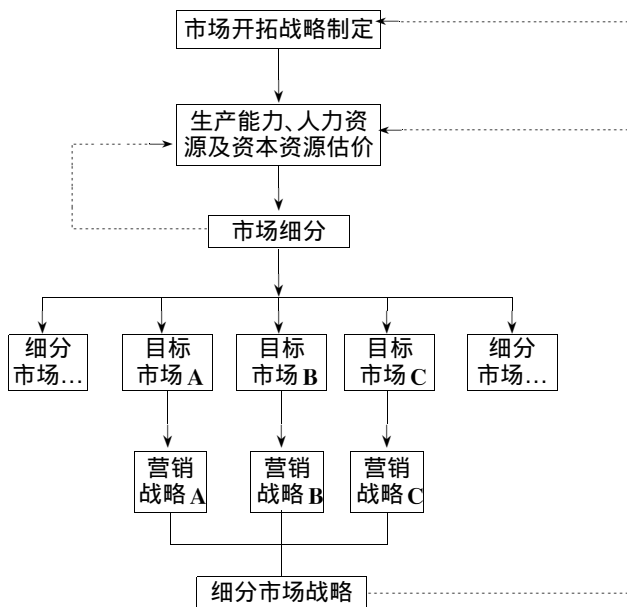 市场开拓战略制定
生产能力、人力资
源及资本资源估价
市场细分
细分
市场…
目标
市场A
目标
市场B
目标
市场C
细分
市场…
营销
战略A
营销
战略B
营销
战略C
细分市场战略